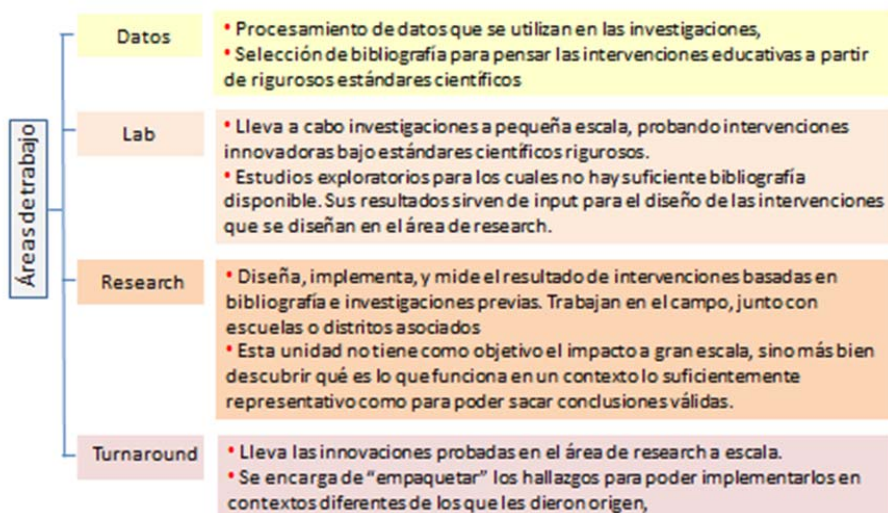 Áreas de trabajo
Datos
• Procesamiento de datos que se utilizan en las investigaciones,
• Selección de bibliografía para pensar las intervenciones educativas a partir
de rigurosos estándares científicos
Lab
• Lleva a cabo investigaciones a pequeña escala, probando intervenciones
innovadoras bajo estándares científicos rigurosos.
• Estudios exploratorios para los cuales no hay suficiente bibliografía
disponible. Sus resultados sirven de input para el diseño de las intervenciones
que se diseñan en el área de research.
Research
• Diseña, implementa, y mide el resultado de intervenciones basadas en
bibliografía e investigaciones previas. Trabajan en el campo, junto con
escuelas o distritos asociados
• Esta unidad no tiene como objetivo el impacto a gran escala, sino más bien
descubrir qué es lo que funciona en un contexto lo suficientemente
representativo como para poder sacar conclusiones válidas.
Turnaround
• Lleva las innovaciones probadas en el área de research a escala.
• Se encarga de “empaquetar” los hallazgos para poder implementarlos en
contextos diferentes de los que les dieron origen,